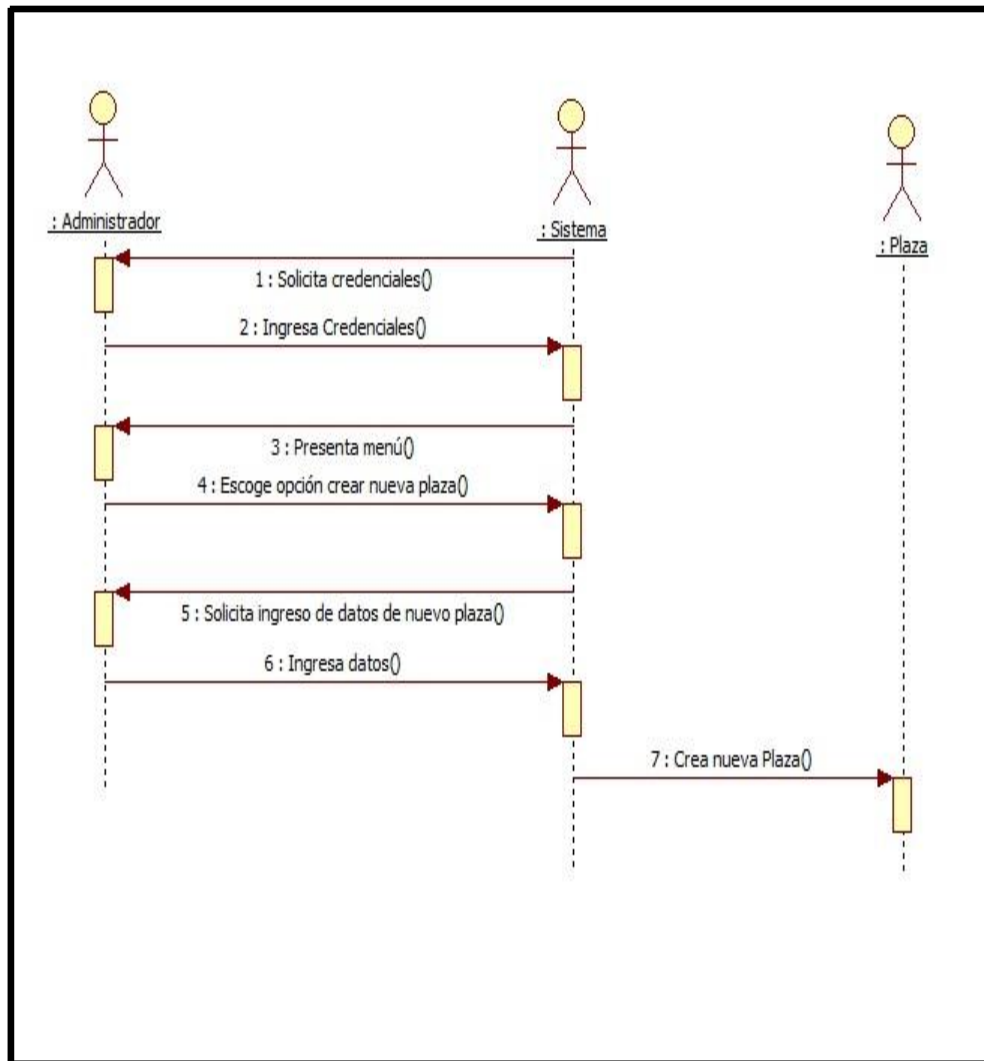 : Administrador
: Sistema
: Plaza
1 : Solicita credenciales()
2 : Ingresa Credenciales()
3 : Presenta menú()
4 : Escoge opción crear nueva plaza()
5 : Solicita ingreso de datos de nuevo plaza()
6 : Ingresa datos()
7 : Crea nueva Plaza()